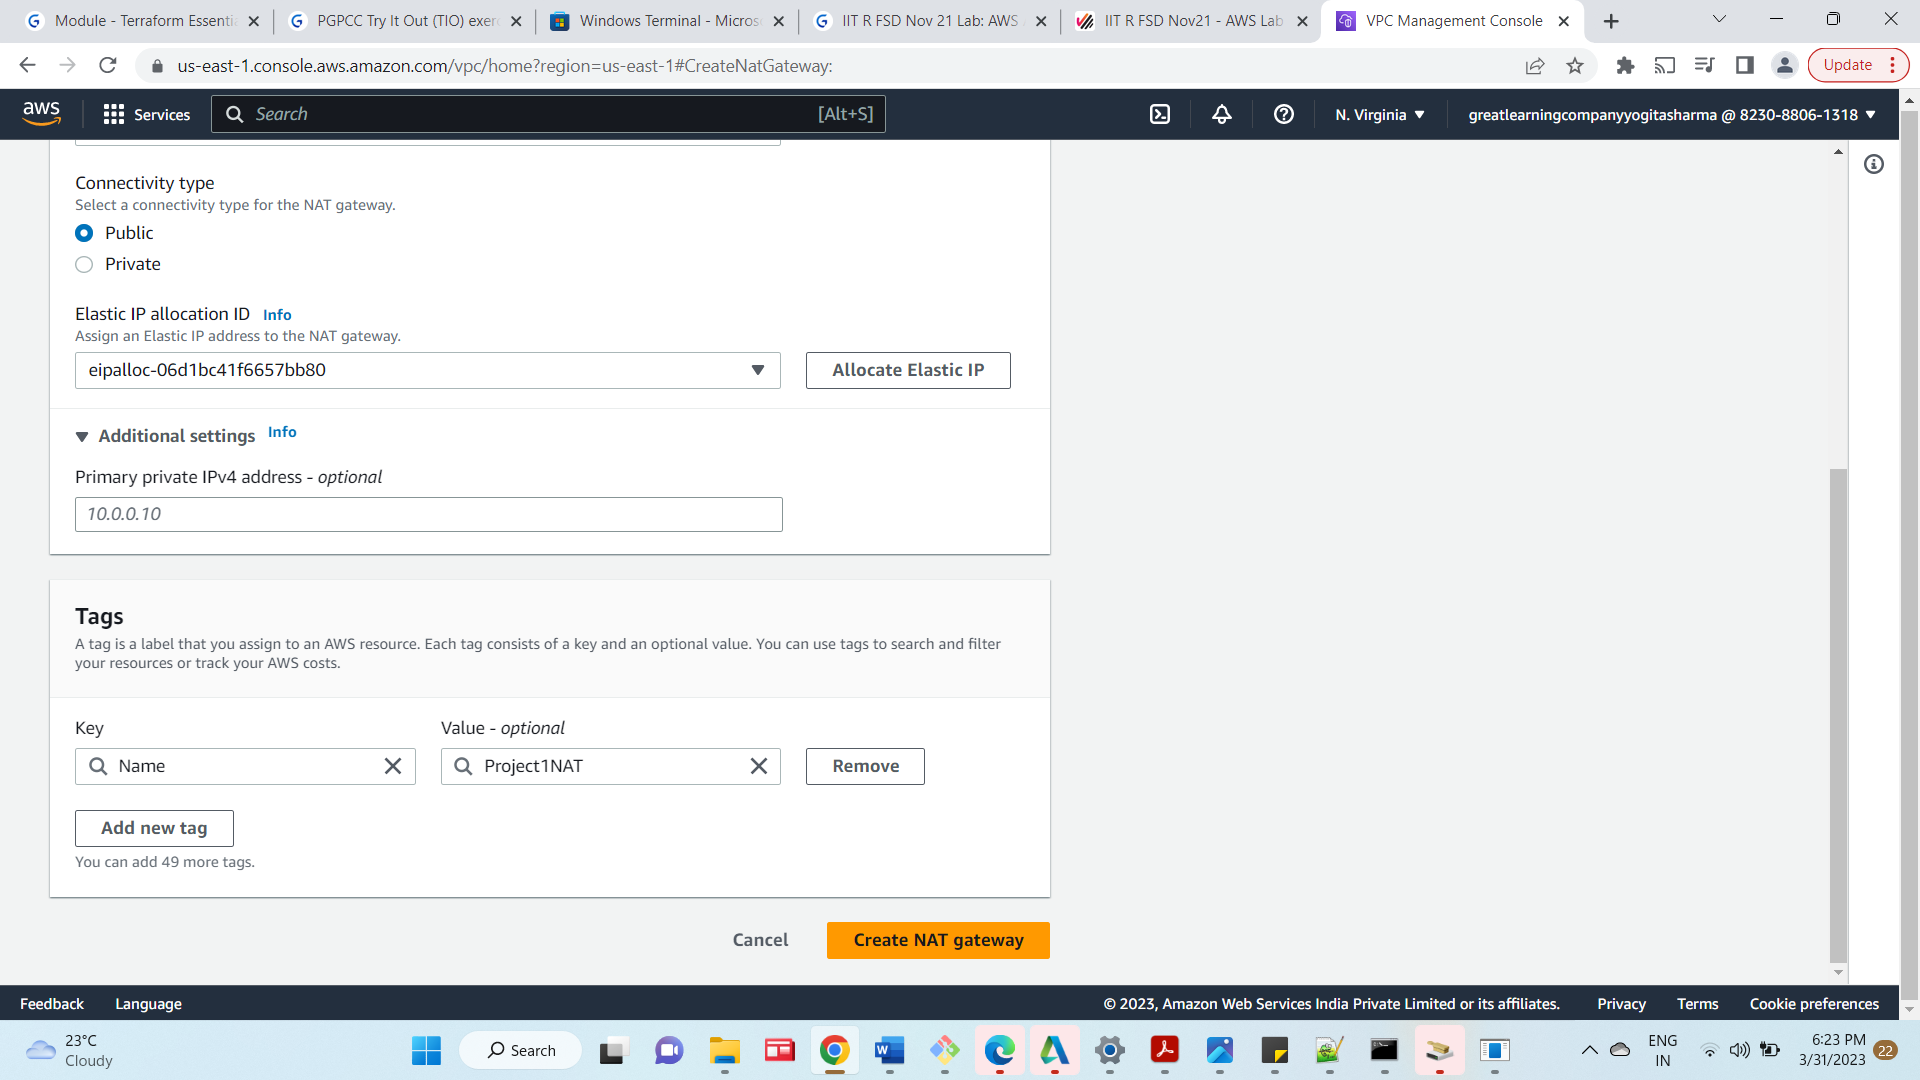 Module - Terraform Essenti
PGPCC Try It Out (TIO) exer
Windows Terminal - Micros
IIT R FSD Nov 21 Lab: AWS
IIT R FSD Nov21 - AWS Lab
VPC Management Console
us-east-1.console.aws.amazon.com/vpc/home?region=us-east-1#CreateNatGateway:
Update
aws
Services
Search
[Alt+S]
N. Virginia
greatlearningcompanyyogitasharma @ 8230-8806-1318
Connectivity type
Select a connectivity type for the NAT gateway.
Public
Private
Elastic IP allocation ID Info
Assign an Elastic IP address to the NAT gateway.
eipalloc-06d1bc41f6657bb80
Allocate Elastic IP
Additional settings Info
Primary private IPv4 address - optional
10.0.0.10
Tags
A tag is a label that you assign to an AWS resource. Each tag consists of a key and an optional value. You can use tags to search and filter
your resources or track your AWS costs.
Key
Value - optional
Name
Project1NAT
Remove
Add new tag
You can add 49 more tags.
Cancel
Create NAT gateway
Feedback
Language
© 2023, Amazon Web Services India Private Limited or its affiliates.
Privacy
Terms
Cookie preferences
23°C
Cloudy
Search
ENG
IN
6:23 PM
3/31/2023
22